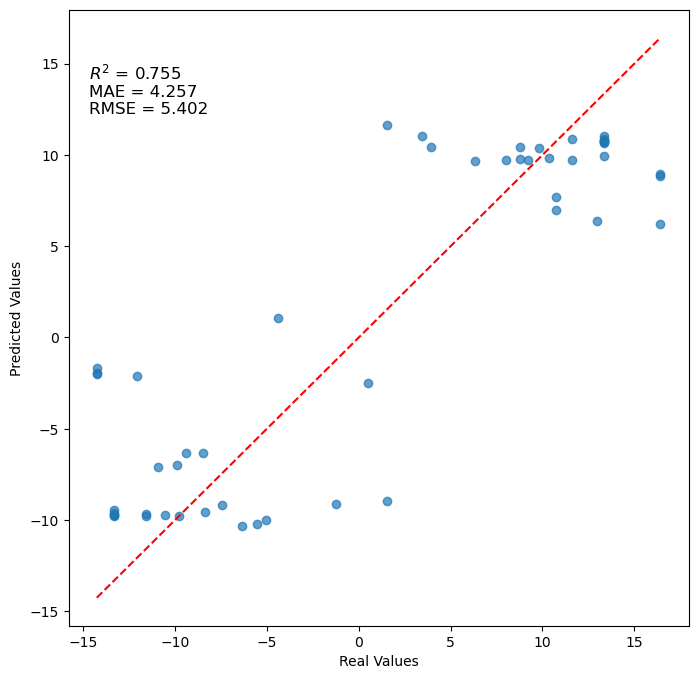 R² = 0.755
MAE = 4.257
RMSE = 5.402
15
10
5
0
−5
−10
−15
Predicted Values
−15 −10 −5 0 5 10 15
Real Values